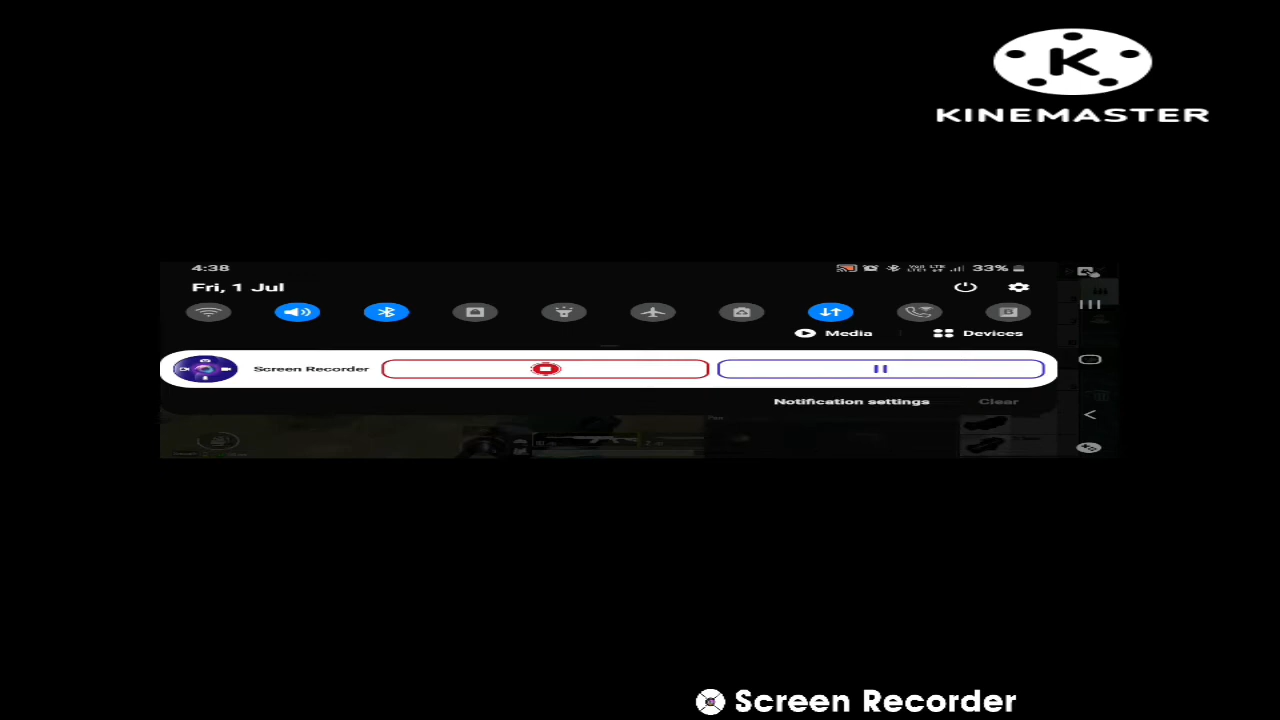 KINEMASTER
4:38
33%
Fri, 1 Jul
Media
Devices
Screen Recorder
Notification settings
Clear
Screen Recorder